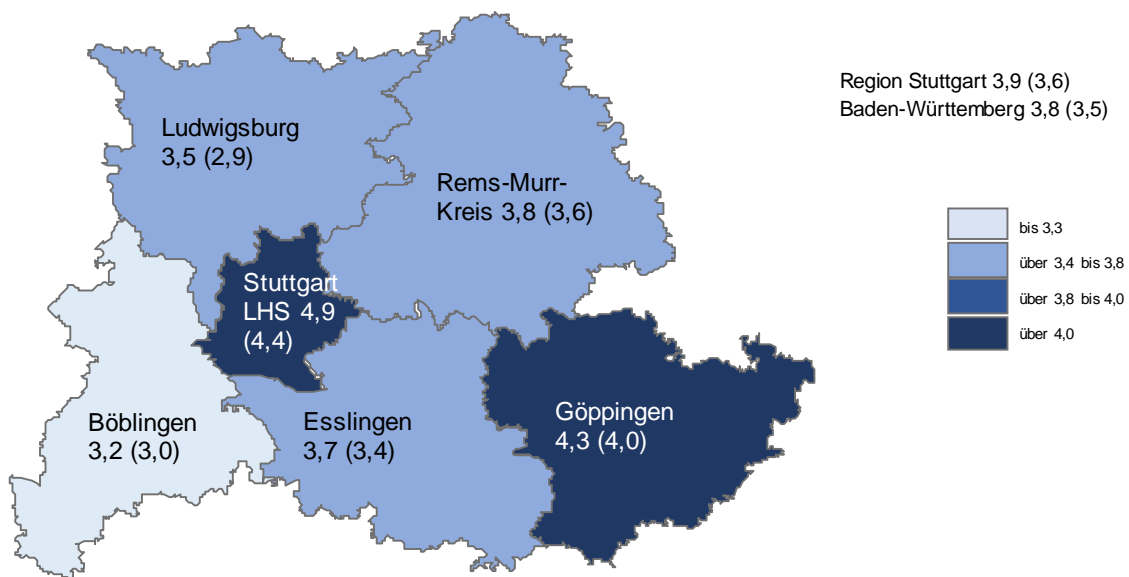 Region Stuttgart 3,9 (3,6)
Baden-Württemberg 3,8 (3,5)
Ludwigsburg
3,5 (2,9)
Rems-Murr-
Kreis 3,8 (3,6)
Stuttgart
LHS 4,9
(4,4)
Böblingen
3,2 (3,0)
Esslingen
3,7 (3,4)
Göppingen
4,3 (4,0)
bis 3,3
über 3,4 bis 3,8
über 3,8 bis 4,0
über 4,0